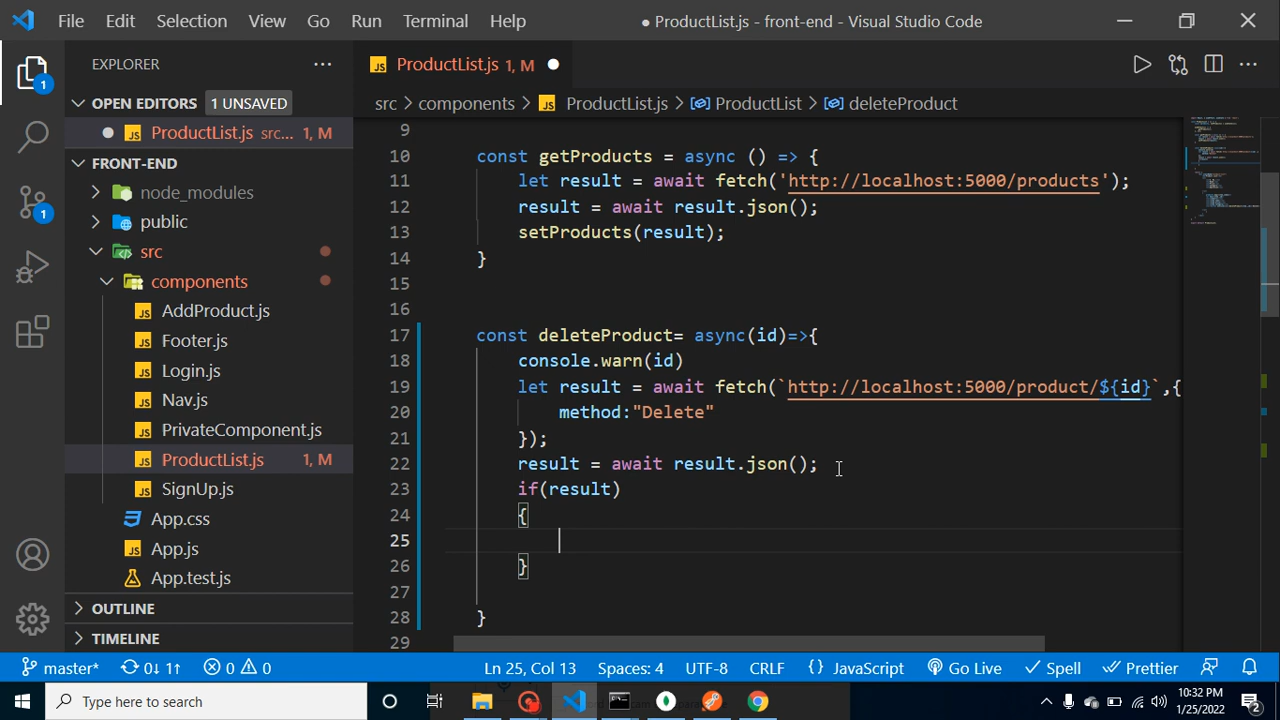 File Edit Selection View Go Run Terminal Help ● ProductList.js - front-end - Visual Studio Code
EXPLORER
OPEN EDITORS 1 UNSAVED
ProductList.js src... 1, M
FRONT-END
node_modules
public
src
components
AddProduct.js
Footer.js
Login.js
Nav.js
PrivateComponent.js
ProductList.js 1, M
SignUp.js
App.css
App.js
App.test.js
OUTLINE
TIMELINE
1
1
JS ProductList.js 1, M
src > components > JS ProductList.js > ProductList > deleteProduct
9
10 const getProducts = async () => {
11 let result = await fetch('http://localhost:5000/products');
12 result = await result.json();
13 setProducts(result);
14 }
15
16
17 const deleteProduct= async(id)=>{
18 console.warn(id)
19 let result = await fetch(`http://localhost:5000/product/${id}`,{
20 method:"Delete"
21 });
22 result = await result.json();
23 if(result)
24 {
25
26 }
27
28 }
29
master* 0↓ 1↑ 0 0 Ln 25, Col 13 Spaces: 4 UTF-8 CRLF {} JavaScript Go Live Spell Prettier
Type here to search
10:32 PM
1/25/2022
2